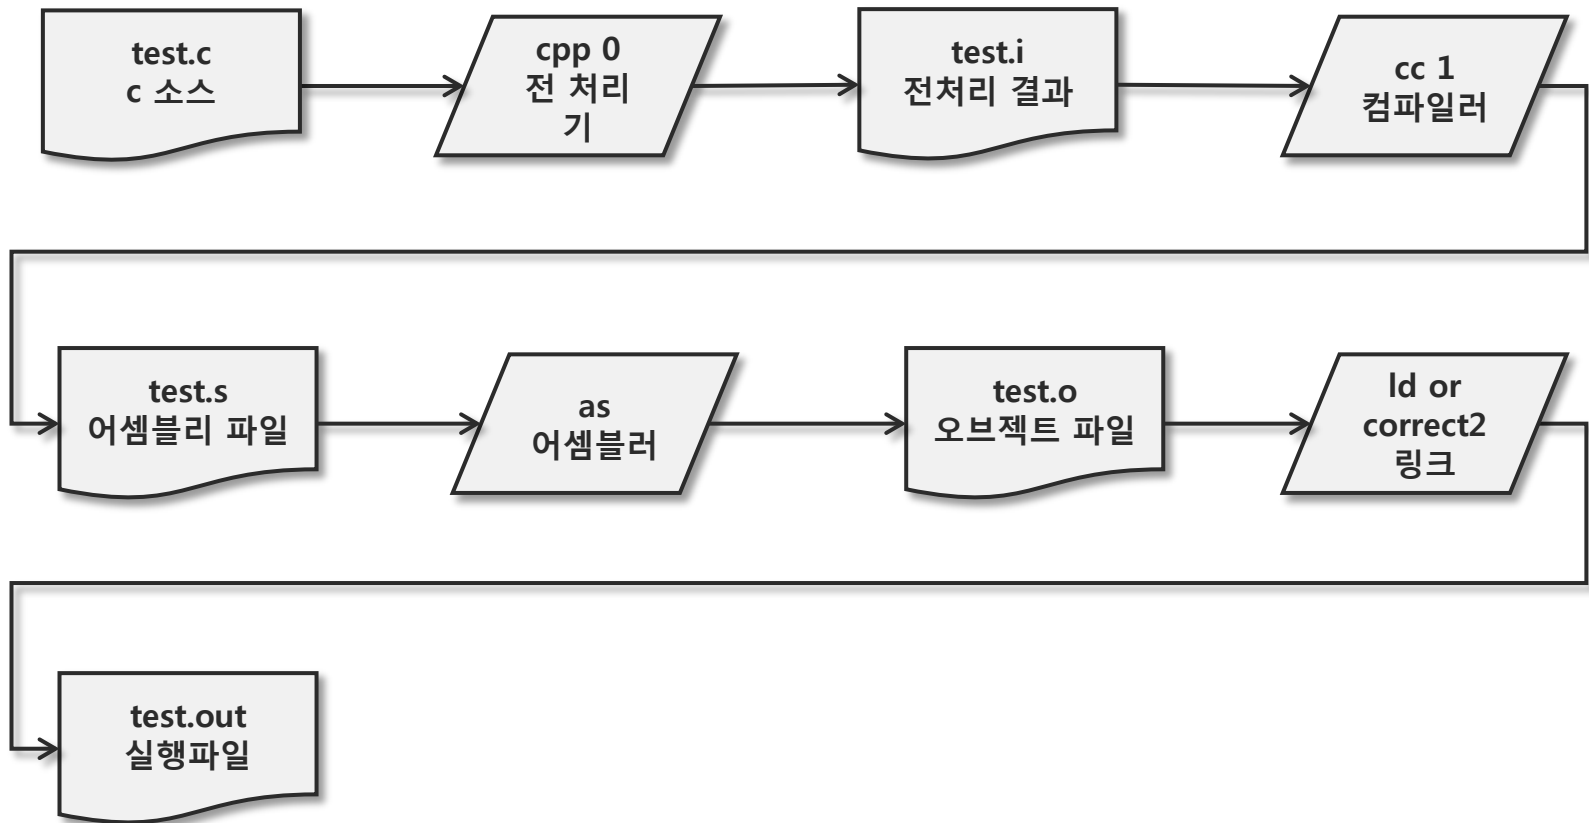 test.c
c 소스
cpp 0
전 처리
기
test.i
전처리 결과
cc 1
컴파일러
test.s
어셈블리 파일
as
어셈블러
test.o
오브젝트 파일
ld or
correct2
링크
test.out
실행파일